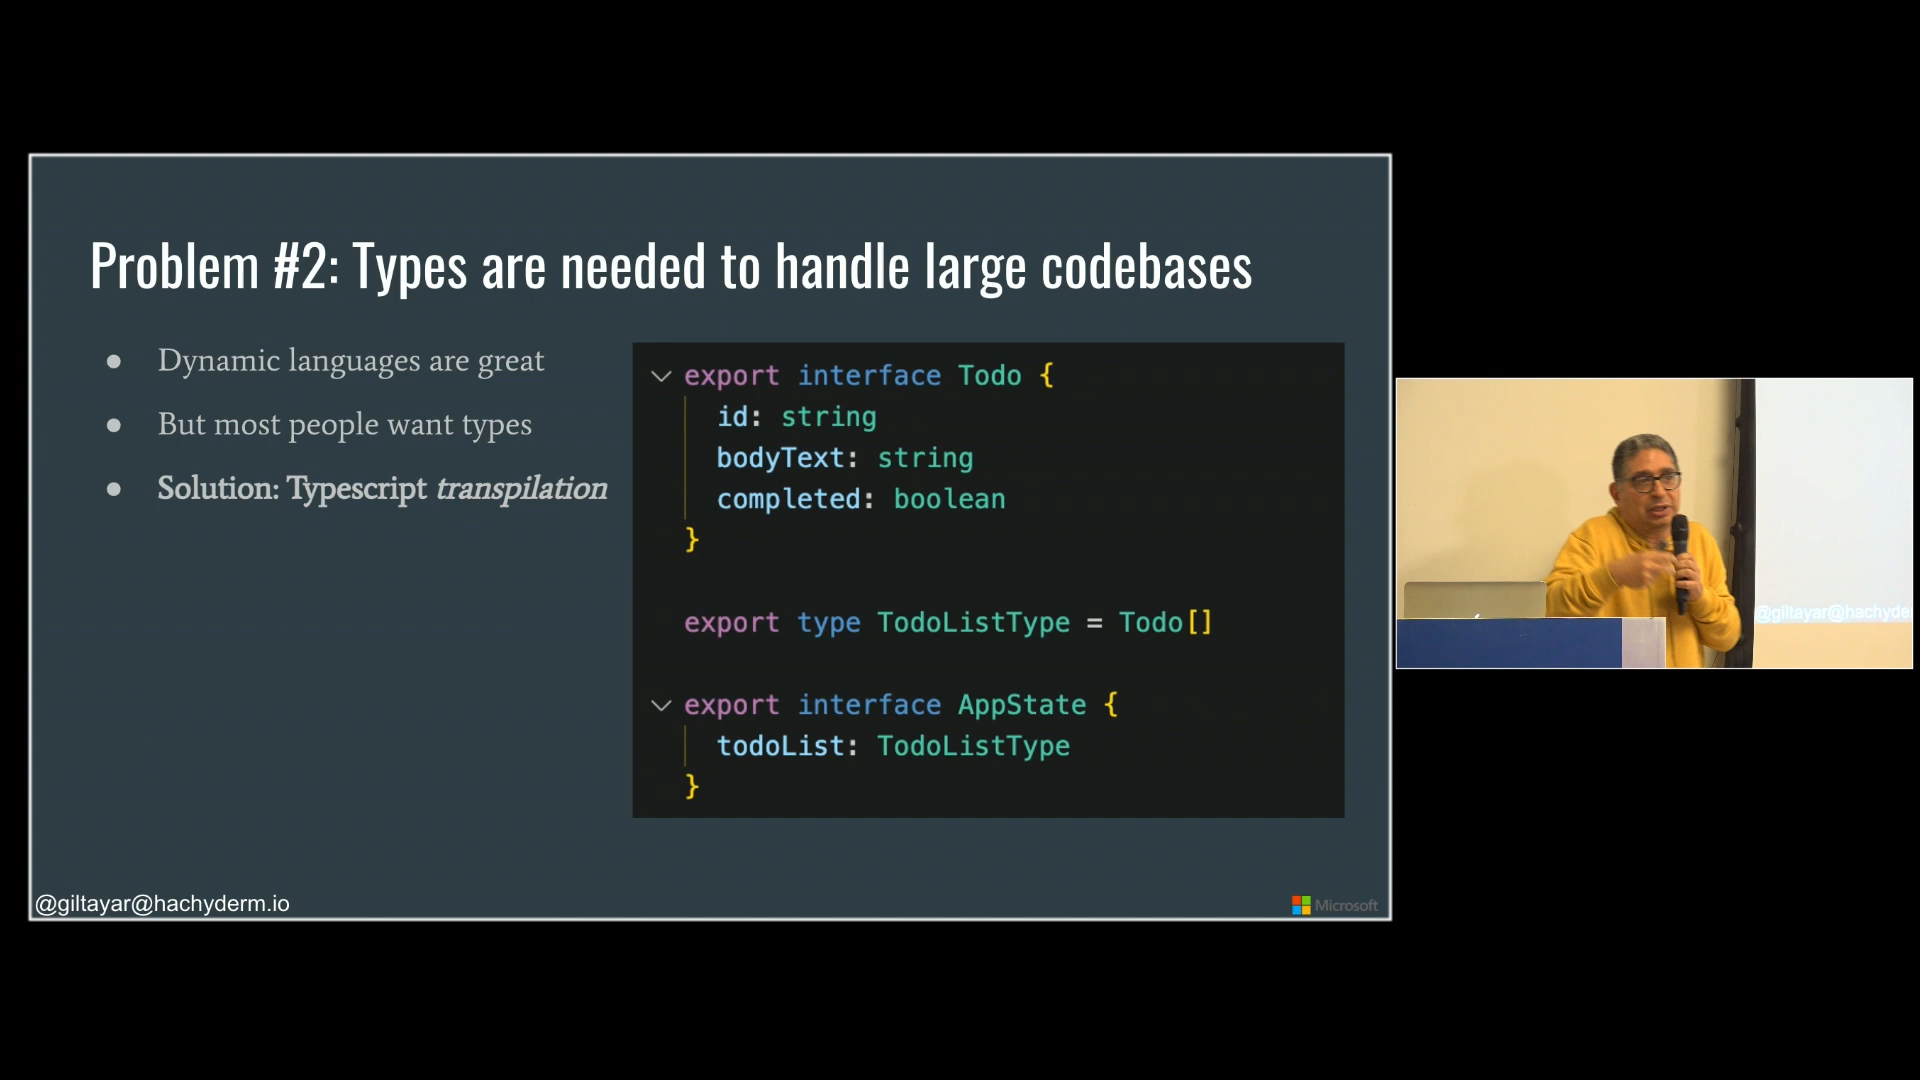 Problem #2: Types are needed to handle large codebases
● Dynamic languages are great
● But most people want types
● Solution: Typescript transpilation
export interface Todo {
id: string
bodyText: string
completed: boolean
}
export type TodoListType = Todo[]
export interface AppState {
todoList: TodoListType
}
@giltayar@hachyderm.io
Microsoft
@giltayar@hachyde